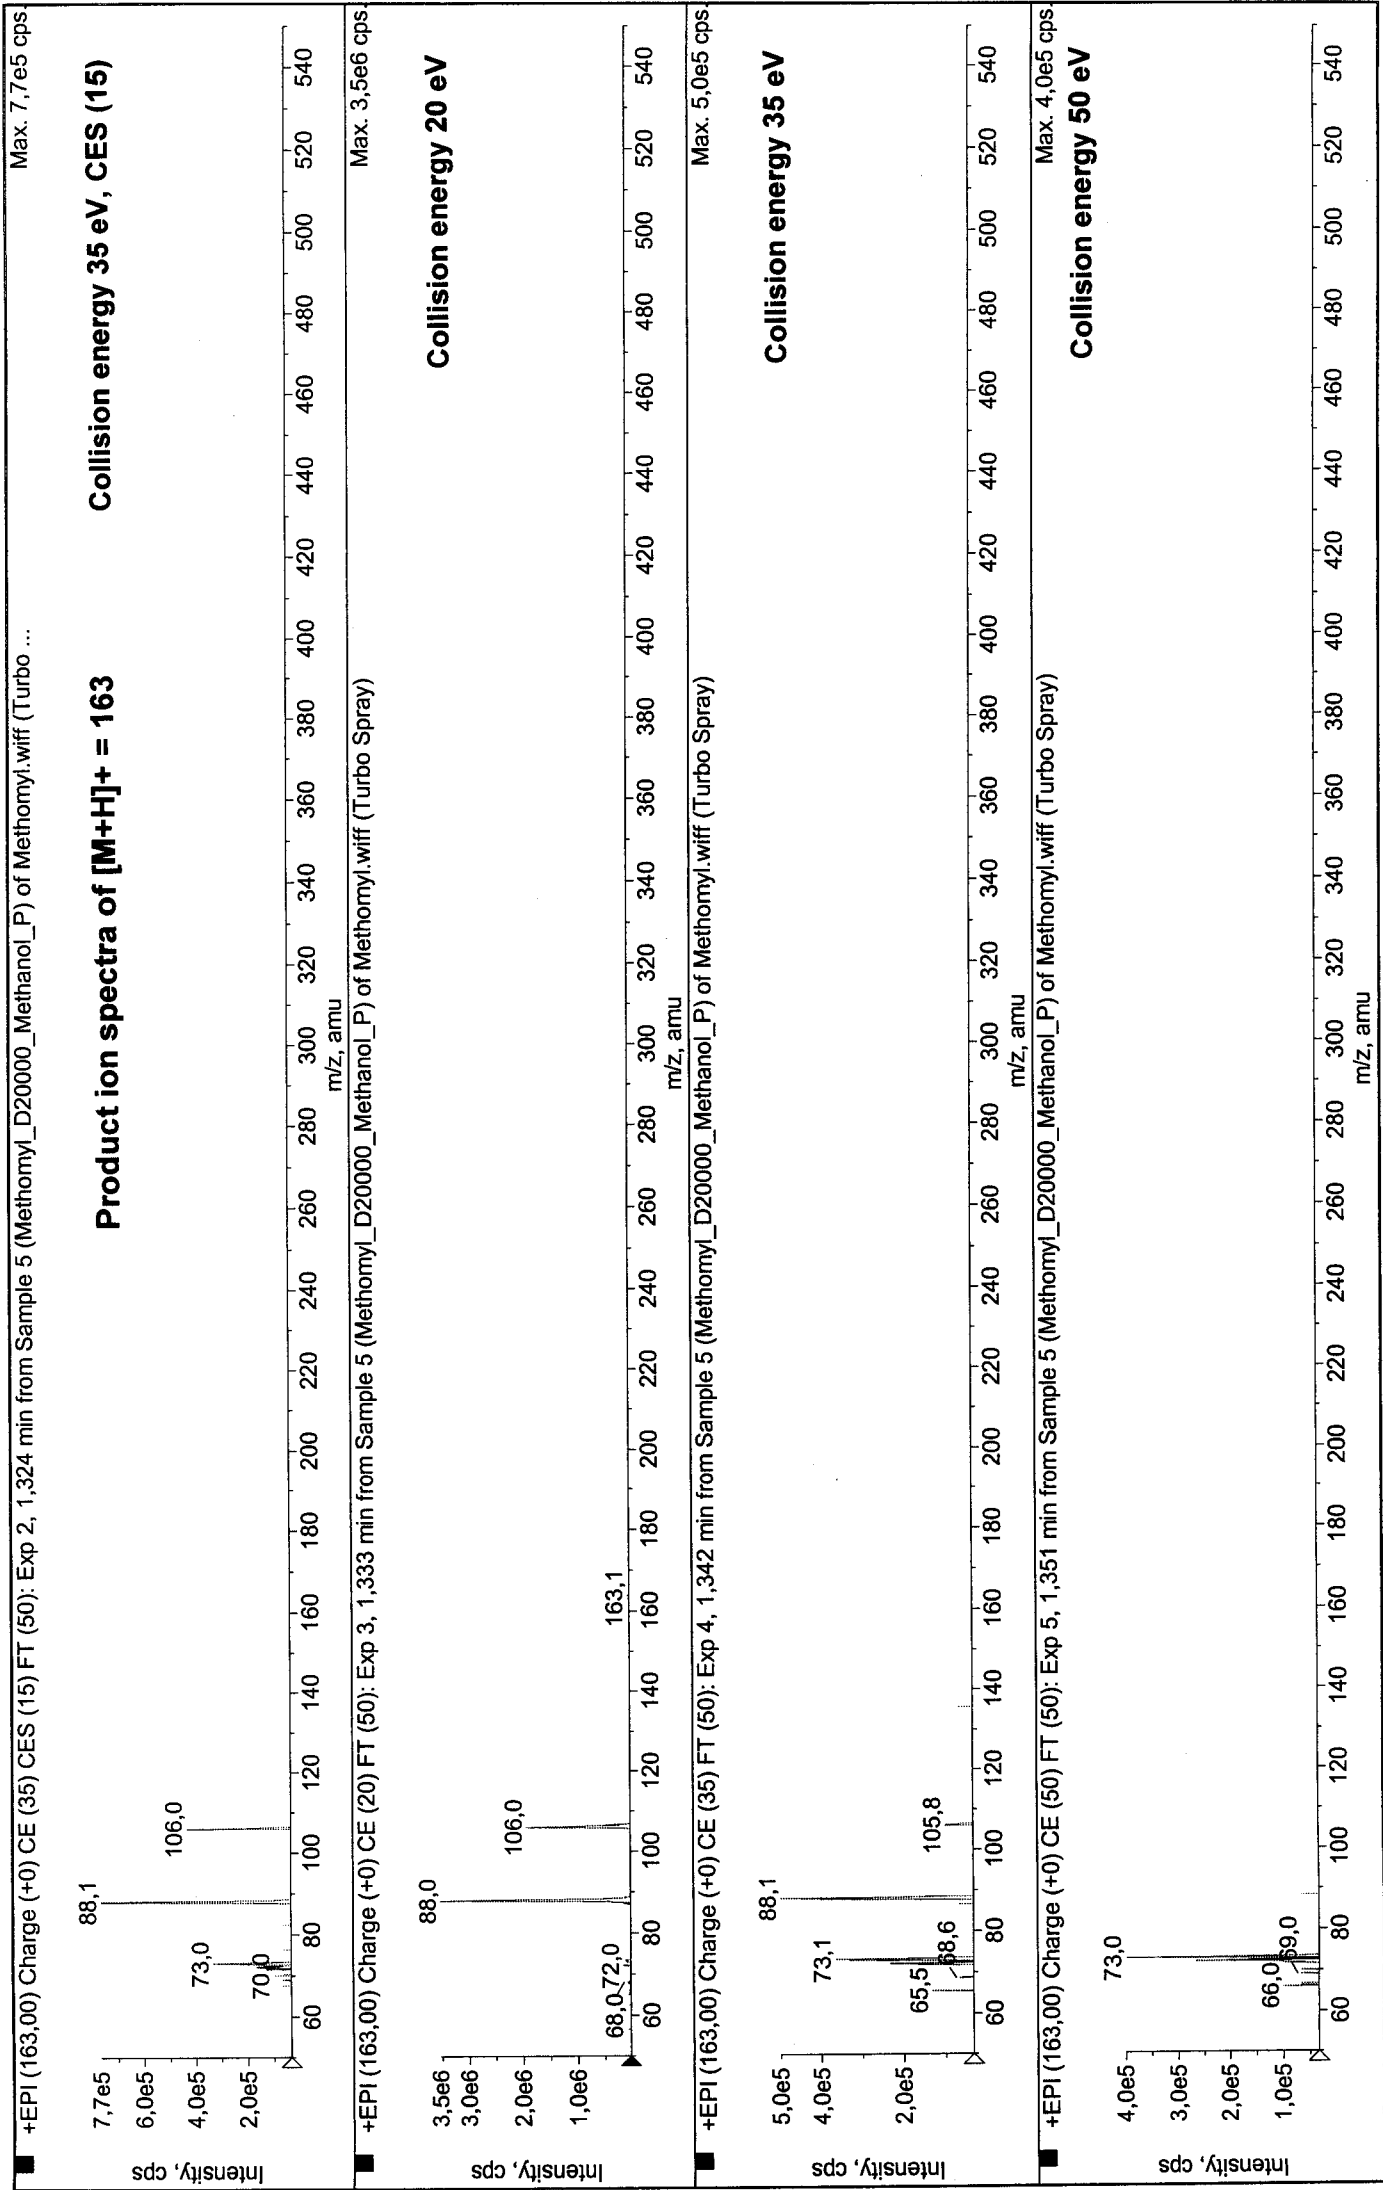 +EPI (163,00) Charge (+0) CE (35) CES (15) FT (50): Exp 2, 1,324 min from Sample 5 (Methomyl_D20000_Methanol_P) of Methomyl.wiff (Turbo ...
Max. 7,7e5 cps.
Product ion spectra of [M+H]+ = 163
Collision energy 35 eV, CES (15)
Intensity, cps
7,7e5
6,0e5
4,0e5
2,0e5
88,1
106,0
73,0
70,0
60 80 100 120 140 160 180 200 220 240 260 280 300 320 340 360 380 400 420 440 460 480 500 520 540
m/z, amu
+EPI (163,00) Charge (+0) CE (20) FT (50): Exp 3, 1,333 min from Sample 5 (Methomyl_D20000_Methanol_P) of Methomyl.wiff (Turbo Spray)
Max. 3,5e6 cps.
Collision energy 20 eV
Intensity, cps
3,5e6
3,0e6
2,0e6
1,0e6
88,0
106,0
68,0 72,0
163,1
60 80 100 120 140 160 180 200 220 240 260 280 300 320 340 360 380 400 420 440 460 480 500 520 540
m/z, amu
+EPI (163,00) Charge (+0) CE (35) FT (50): Exp 4, 1,342 min from Sample 5 (Methomyl_D20000_Methanol_P) of Methomyl.wiff (Turbo Spray)
Max. 5,0e5 cps.
Collision energy 35 eV
Intensity, cps
5,0e5
4,0e5
2,0e5
88,1
73,1
65,5
68,6
105,8
60 80 100 120 140 160 180 200 220 240 260 280 300 320 340 360 380 400 420 440 460 480 500 520 540
m/z, amu
+EPI (163,00) Charge (+0) CE (50) FT (50): Exp 5, 1,351 min from Sample 5 (Methomyl_D20000_Methanol_P) of Methomyl.wiff (Turbo Spray)
Max. 4,0e5 cps.
Collision energy 50 eV
Intensity, cps
4,0e5
3,0e5
2,0e5
1,0e5
73,0
66,0
69,0
60 80 100 120 140 160 180 200 220 240 260 280 300 320 340 360 380 400 420 440 460 480 500 520 540
m/z, amu